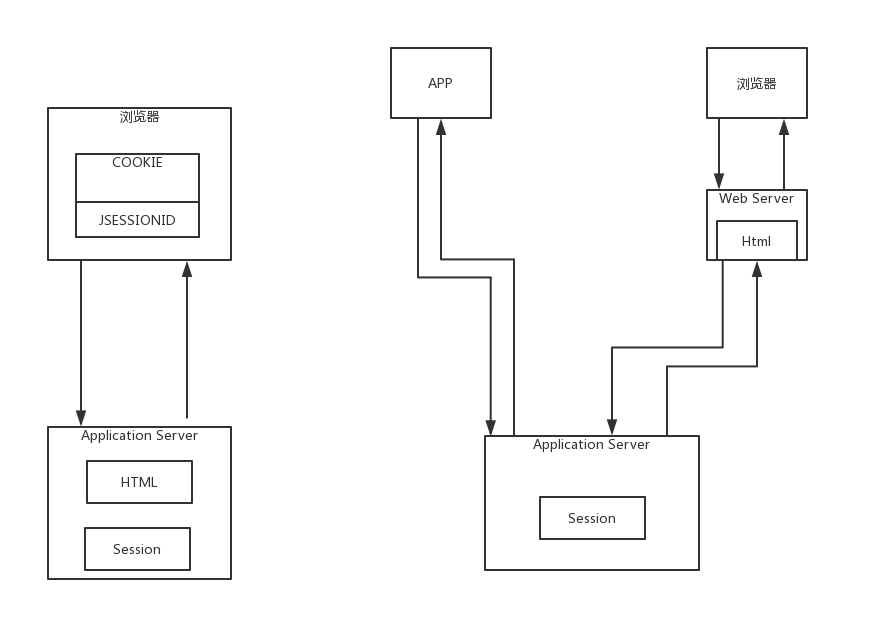 浏览器
COOKIE
JSESSIONID
Application Server
HTML
Session
APP
浏览器
Web Server
Html
Application Server
Session